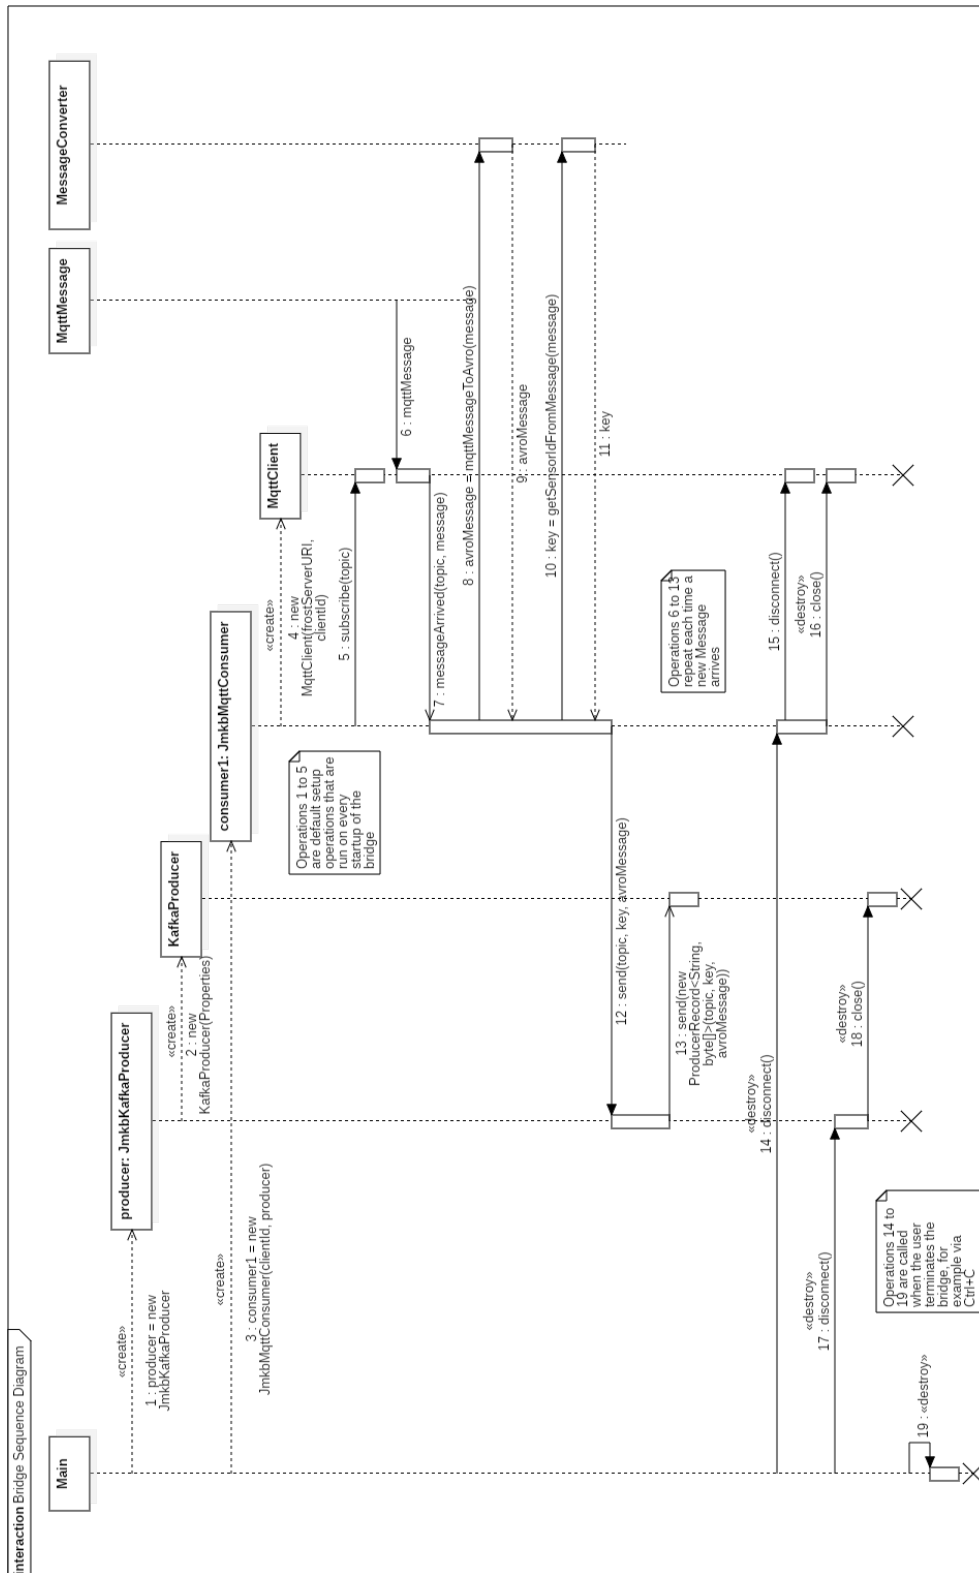 interaction Bridge Sequence Diagram
Main
producer: JmkbKafkaProducer
KafkaProducer
consumer1: JmkbMqttConsumer
MqttClient
MqttMessage
MessageConverter
«create»
1 : producer = new
JmkbKafkaProducer
«create»
2 : new
KafkaProducer(Properties)
«create»
3 : consumer1 = new
JmkbMqttConsumer(clientId, producer)
«create»
4 : new
MqttClient(frostServerURI,
clientId)
5 : subscribe(topic)
Operations 1 to 5
are default setup
operations that are
run on every
startup of the
bridge
6 : mqttMessage
7 : messageArrived(topic, message)
8 : avroMessage = mqttMessageToAvro(message)
9 : avroMessage
10 : key = getSensorIdFromMessage(message)
11 : key
12 : send(topic, key, avroMessage)
13 : send(new
ProducerRecord<String,
byte[]>(topic, key,
avroMessage))
Operations 6 to 13
repeat each time a
new Message
arrives
«destroy»
14 : disconnect()
15 : disconnect()
«destroy»
16 : close()
«destroy»
17 : disconnect()
«destroy»
18 : close()
Operations 14 to
19 are called
when the user
terminates the
bridge, for
example via
Ctrl+C
19 : «destroy»